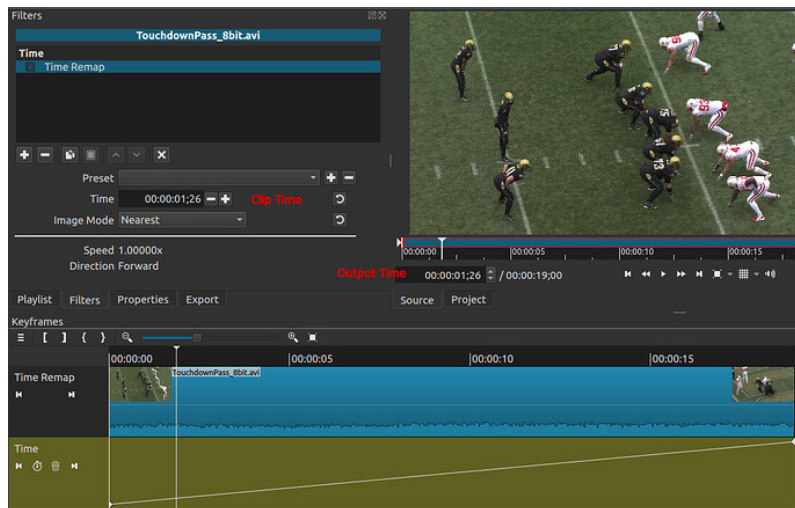 Filters
TouchdownPass_8bit.avi
Time
Time Remap
Preset
Time 00:00:01;26 Clip Time
Image Mode Nearest
Speed 1.00000x
Direction Forward
00:00:00 00:00:05 00:00:10 00:00:15
Output Time 00:00:01;26 / 00:00:19;00
Playlist Filters Properties Export
Source Project
Keyframes
00:00:00 00:00:05 00:00:10 00:00:15
Time Remap
TouchdownPass_8bit.avi
Time